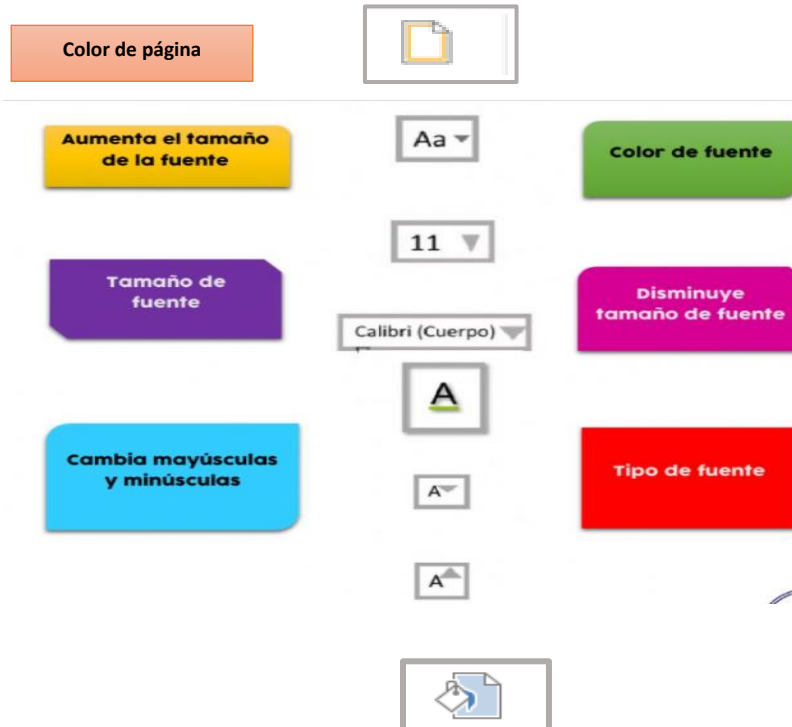 Color de página
Aumenta el tamaño
de la fuente
Aa
Color de fuente
11
Tamaño de
fuente
Disminuye
tamaño de fuente
Calibri (Cuerpo)
A
Cambia mayúsculas
y minúsculas
Tipo de fuente
A
A